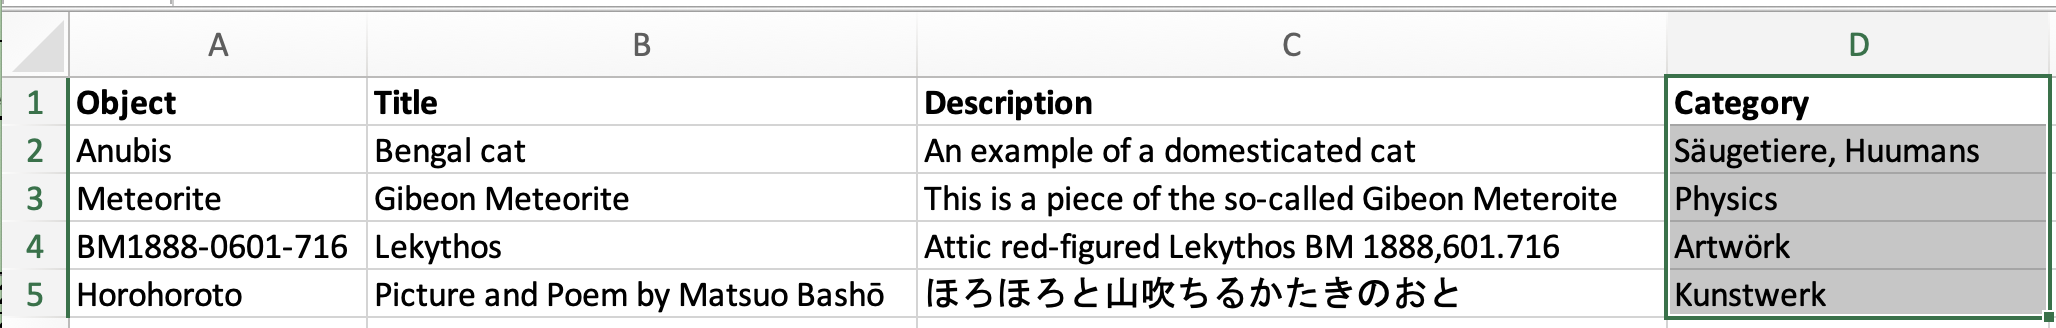 A B C D
1 Object Title Description Category
2 Anubis Bengal cat An example of a domesticated cat Säugetiere, Huumans
3 Meteorite Gibeon Meteorite This is a piece of the so-called Gibeon Meteroite Physics
4 BM1888-0601-716 Lekythos Attic red-figured Lekythos BM 1888,601.716 Artwörk
5 Horohoroto Picture and Poem by Matsuo Bashō ほろほろと山吹ちるかたきのおと Kunstwerk